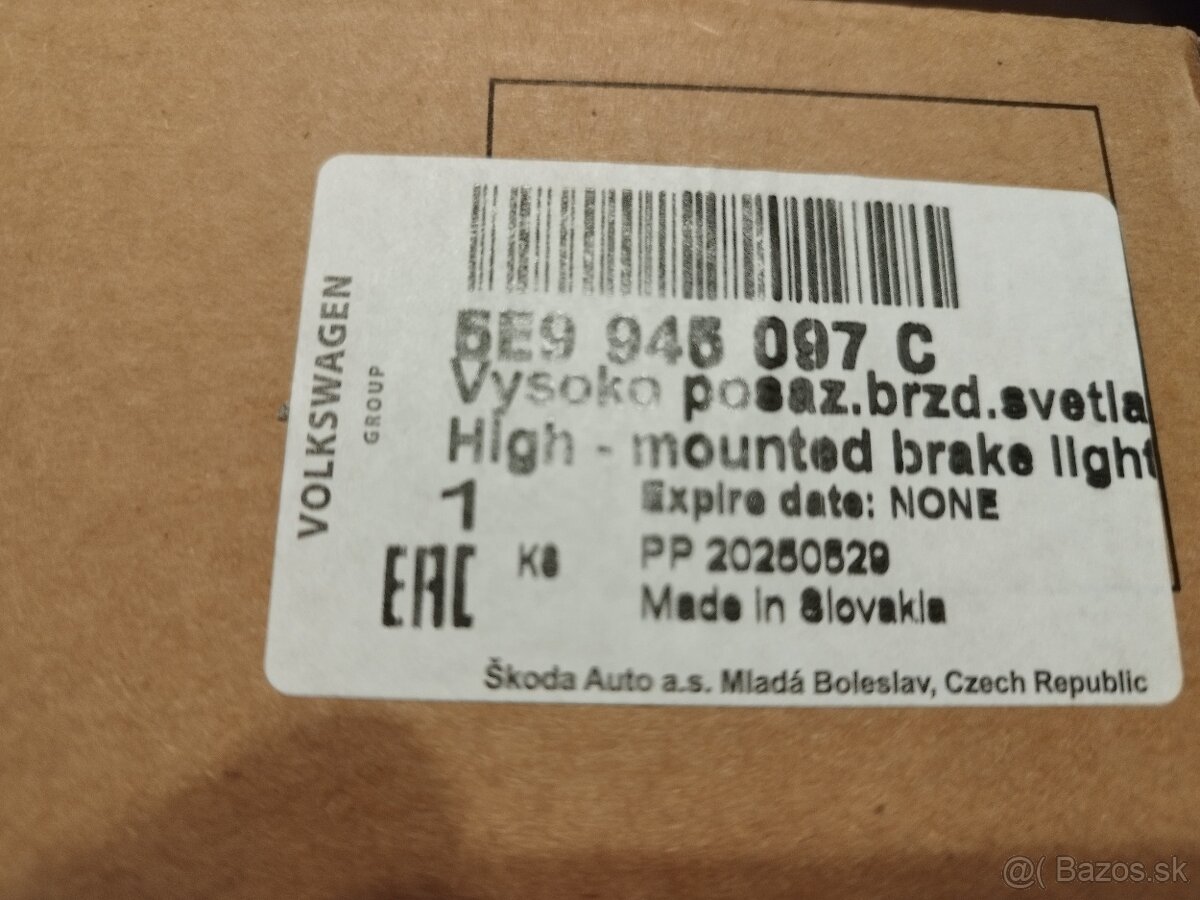 VOLKSWAGEN
GROUP
5E9 945 097 C
Vysoko posaz.brzd.svetla
High - mounted brake light
1
Expire date: NONE
EAC
KS
PP 20250529
Made in Slovakia
Škoda Auto a.s. Mladá Boleslav, Czech Republic
@( Bazos.sk